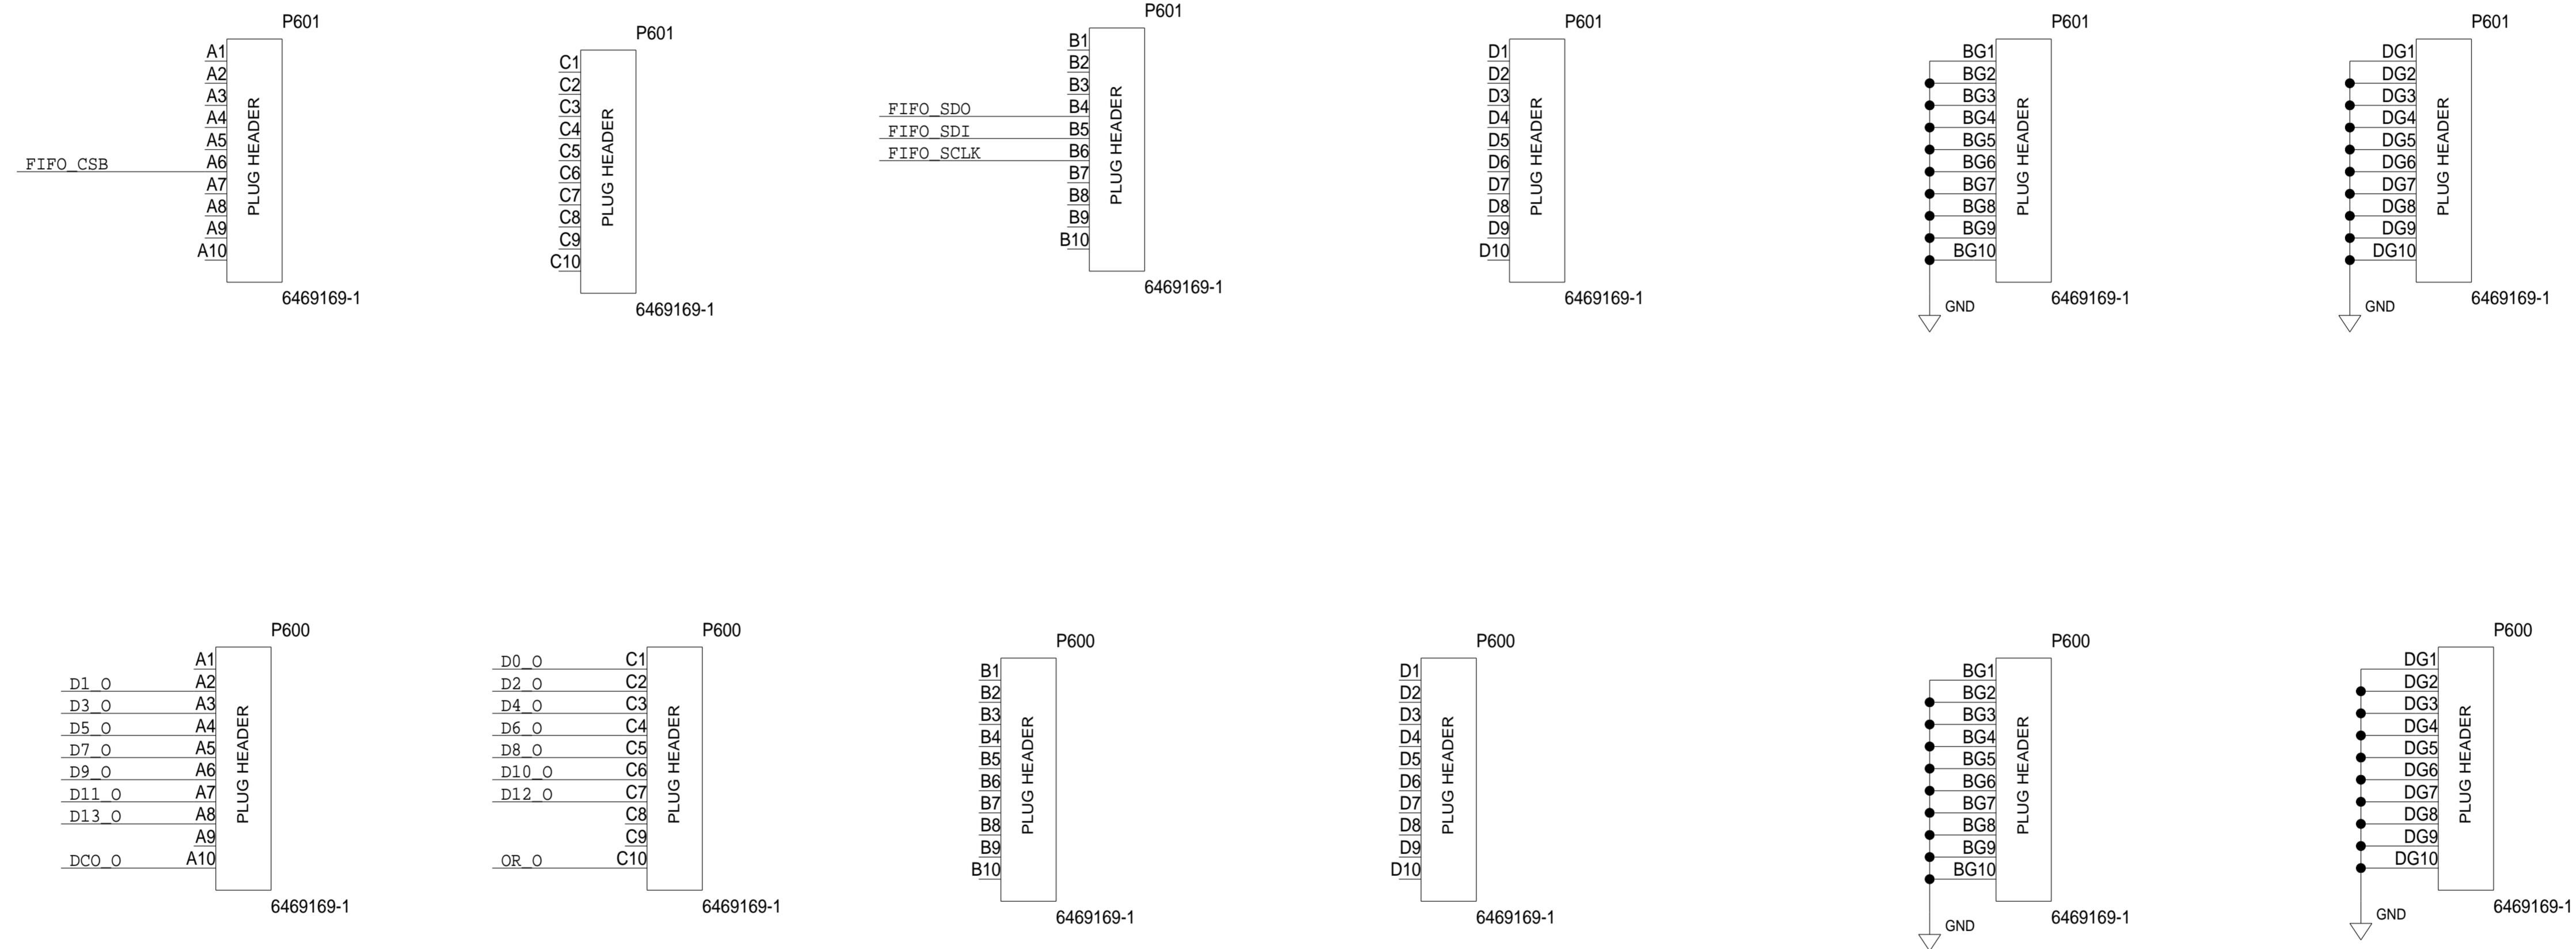 P601
A1
A2
A3
A4
A5
FIFO_CSB A6
A7
A8
A9
A10
PLUG HEADER
6469169-1
P601
C1
C2
C3
C4
C5
C6
C7
C8
C9
C10
PLUG HEADER
6469169-1
P601
B1
B2
B3
FIFO_SDO B4
FIFO_SDI B5
FIFO_SCLK B6
B7
B8
B9
B10
PLUG HEADER
6469169-1
P601
D1
D2
D3
D4
D5
D6
D7
D8
D9
D10
PLUG HEADER
6469169-1
P601
BG1
BG2
BG3
BG4
BG5
BG6
BG7
BG8
BG9
BG10
PLUG HEADER
6469169-1
GND
P601
DG1
DG2
DG3
DG4
DG5
DG6
DG7
DG8
DG9
DG10
PLUG HEADER
6469169-1
GND
P600
A1
D1_O A2
D3_O A3
D5_O A4
D7_O A5
D9_O A6
D11_O A7
D13_O A8
A9
DCO_O A10
PLUG HEADER
6469169-1
P600
D0_O C1
D2_O C2
D4_O C3
D6_O C4
D8_O C5
D10_O C6
D12_O C7
C8
C9
OR_O C10
PLUG HEADER
6469169-1
P600
B1
B2
B3
B4
B5
B6
B7
B8
B9
B10
PLUG HEADER
6469169-1
P600
D1
D2
D3
D4
D5
D6
D7
D8
D9
D10
PLUG HEADER
6469169-1
P600
BG1
BG2
BG3
BG4
BG5
BG6
BG7
BG8
BG9
BG10
PLUG HEADER
6469169-1
GND
P600
DG1
DG2
DG3
DG4
DG5
DG6
DG7
DG8
DG9
DG10
PLUG HEADER
6469169-1
GND